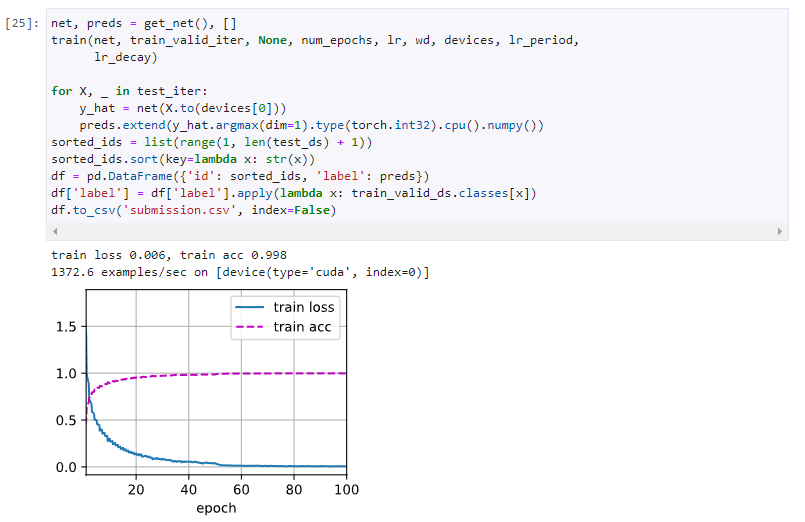 [25]: net, preds = get_net(), []
train(net, train_valid_iter, None, num_epochs, lr, wd, devices, lr_period,
      lr_decay)

for X, _ in test_iter:
    y_hat = net(X.to(devices[0]))
    preds.extend(y_hat.argmax(dim=1).type(torch.int32).cpu().numpy())
sorted_ids = list(range(1, len(test_ds) + 1))
sorted_ids.sort(key=lambda x: str(x))
df = pd.DataFrame({'id': sorted_ids, 'label': preds})
df['label'] = df['label'].apply(lambda x: train_valid_ds.classes[x])
df.to_csv('submission.csv', index=False)
train loss 0.006, train acc 0.998
1372.6 examples/sec on [device(type='cuda', index=0)]
train loss
train acc
1.5
1.0
0.5
0.0
20 40 60 80 100
epoch